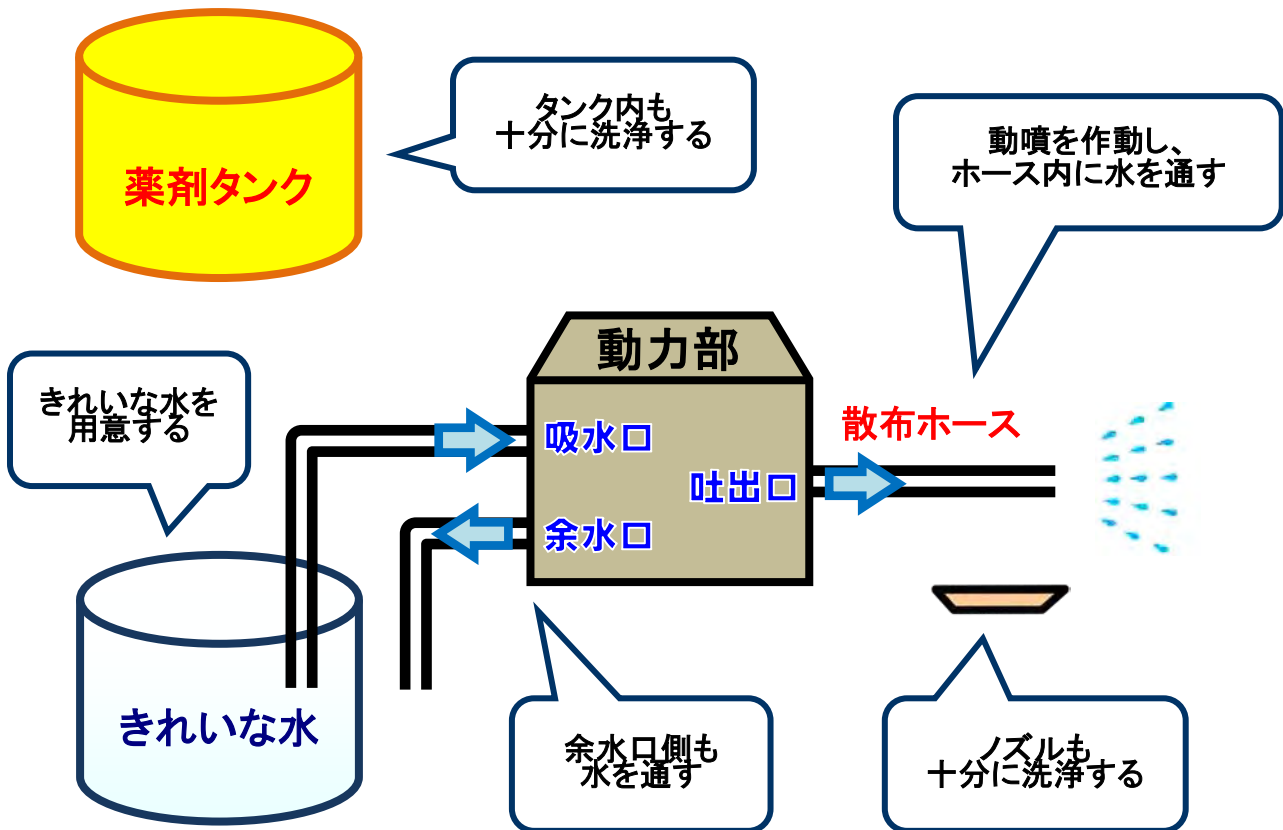 タンク内も
十分に洗浄する
薬剤タンク
動噴を作動し、
ホース内に水を通す
動力部
きれいな水を
用意する
吸水口
散布ホース
吐出口
余水口
きれいな水
余水口側も
水を通す
ノズルも
十分に洗浄する